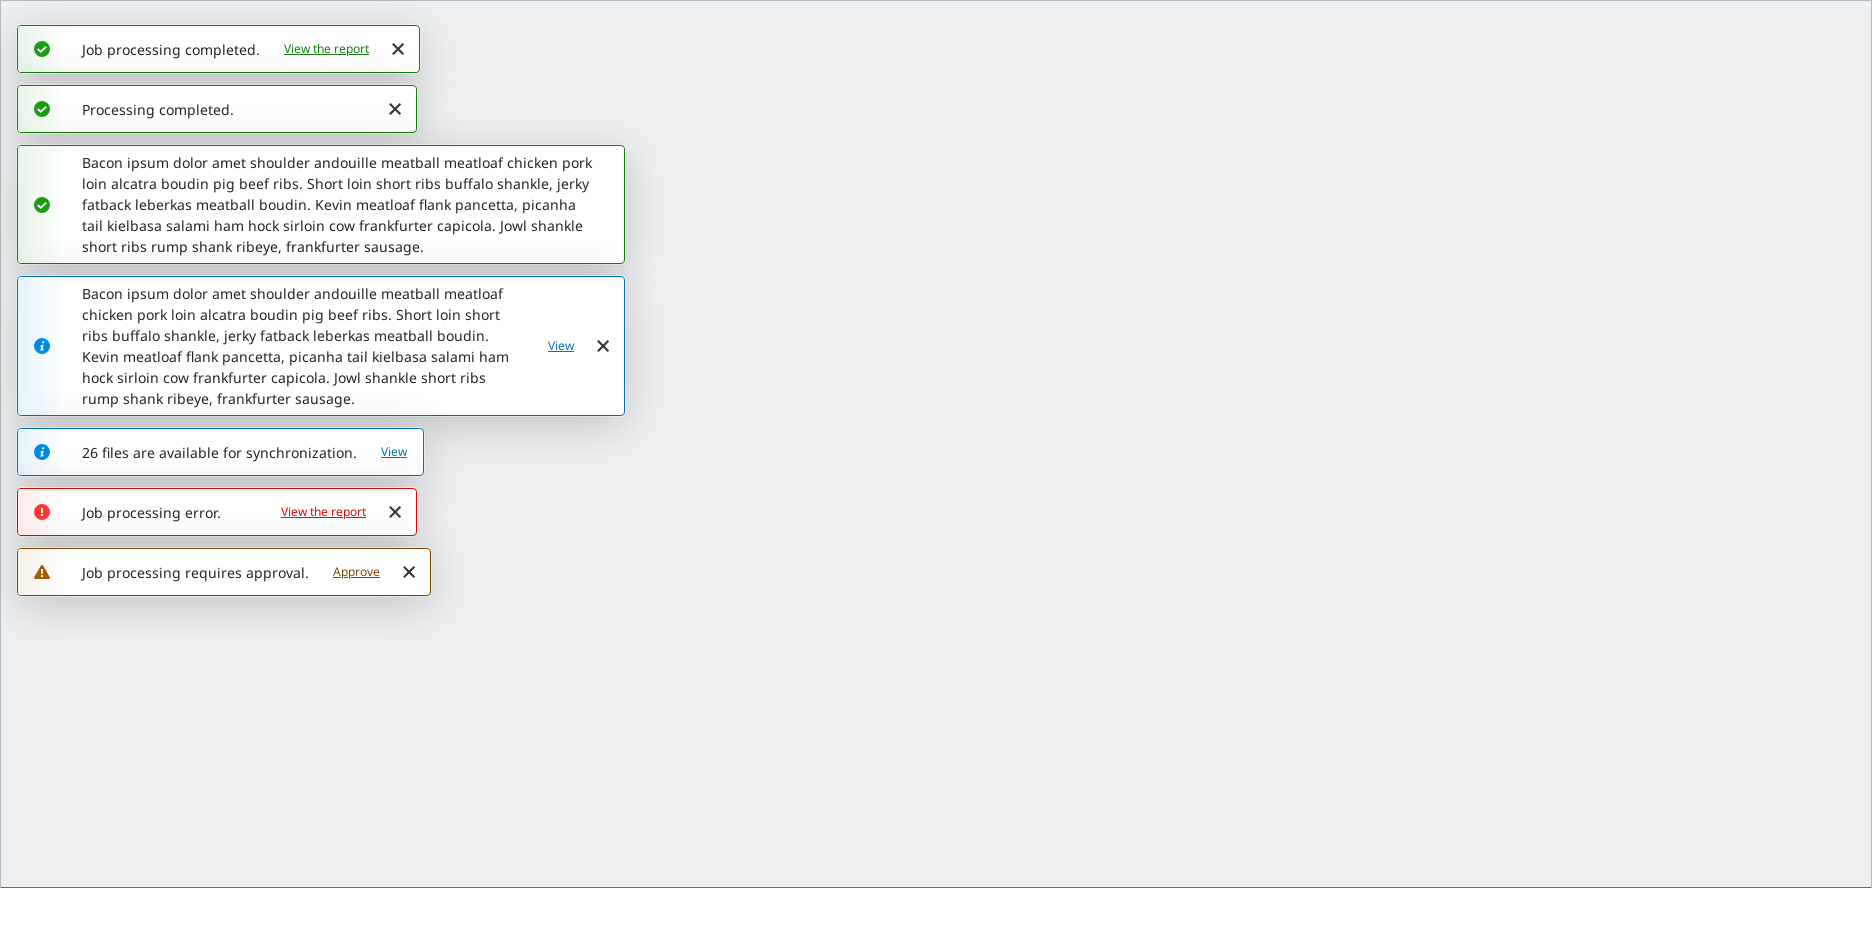 Job processing completed. View the report
Processing completed.
Bacon ipsum dolor amet shoulder andouille meatball meatloaf chicken pork
loin alcatra boudin pig beef ribs. Short loin short ribs buffalo shankle, jerky
fatback leberkas meatball boudin. Kevin meatloaf flank pancetta, picanha
tail kielbasa salami ham hock sirloin cow frankfurter capicola. Jowl shankle
short ribs rump shank ribeye, frankfurter sausage.
Bacon ipsum dolor amet shoulder andouille meatball meatloaf
chicken pork loin alcatra boudin pig beef ribs. Short loin short
ribs buffalo shankle, jerky fatback leberkas meatball boudin.
Kevin meatloaf flank pancetta, picanha tail kielbasa salami ham
hock sirloin cow frankfurter capicola. Jowl shankle short ribs
rump shank ribeye, frankfurter sausage.
View
26 files are available for synchronization. View
Job processing error. View the report
Job processing requires approval. Approve